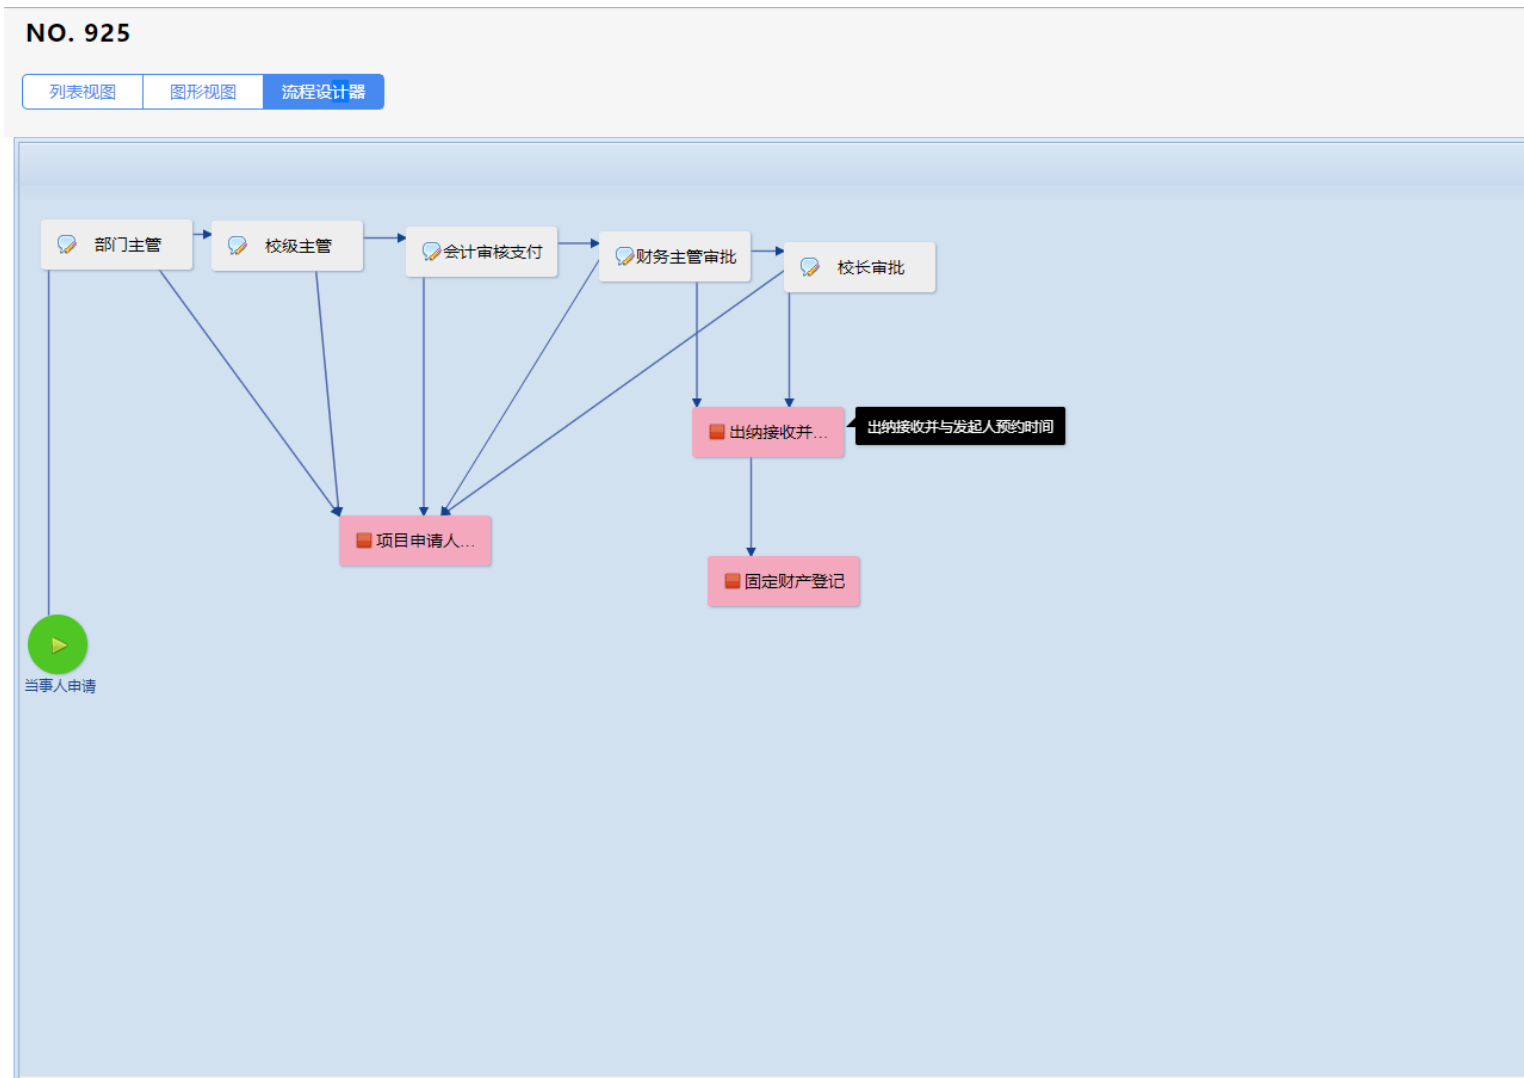 NO. 925
列表视图 图形视图 流程设计器
部门主管 校级主管 会计审核支付 财务主管审批 校长审批
出纳接收并... 出纳接收并与发起人预约时间
项目申请人...
固定财产登记
当事人申请